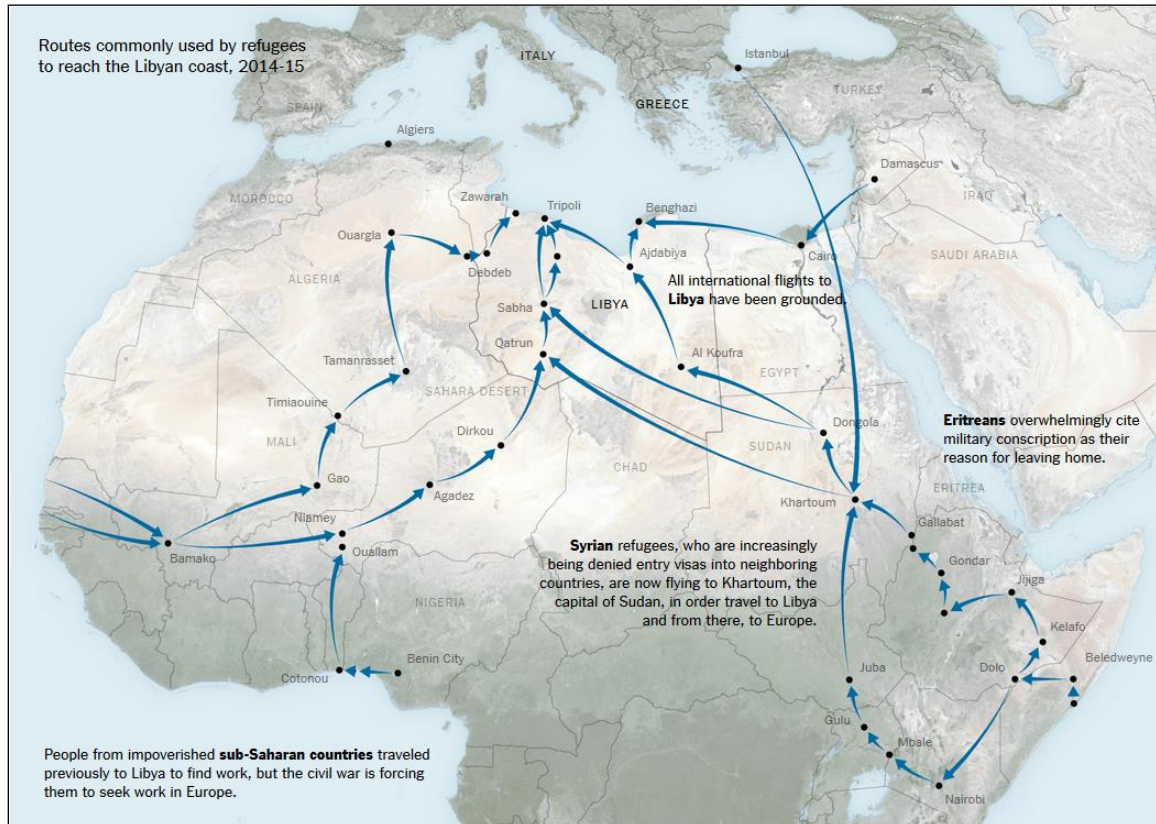 Routes commonly used by refugees
to reach the Libyan coast, 2014-15
ITALY
Istanbul
SPAIN
GREECE
TURKEY
Algiers
Damascus
MOROCCO
Zawarah
Tripoli
Benghazi
IRAQ
Ouargla
Ajdabiya
Cairo
SAUDI ARABIA
ALGERIA
Debdeb
All international flights to
Libya have been grounded.
Sabha
LIBYA
Qatrun
Al Koufra
EGYPT
Tamanrasset
SAHARA DESERT
Timiaouine
MALI
Dirkou
Dongola
SUDAN
CHAD
Eritreans overwhelmingly cite
military conscription as their
reason for leaving home.
Gao
Agadez
Khartoum
ERITREA
Niamey
Gallabat
Bamako
Ouallam
Syrian refugees, who are increasingly
being denied entry visas into neighboring
countries, are now flying to Khartoum, the
capital of Sudan, in order travel to Libya
and from there, to Europe.
Gondar
Jijiga
NIGERIA
Kelafo
Benin City
Cotonou
Juba
Dolo
Beledweyne
Gulu
Mbale
Nairobi
People from impoverished sub-Saharan countries traveled
previously to Libya to find work, but the civil war is forcing
them to seek work in Europe.